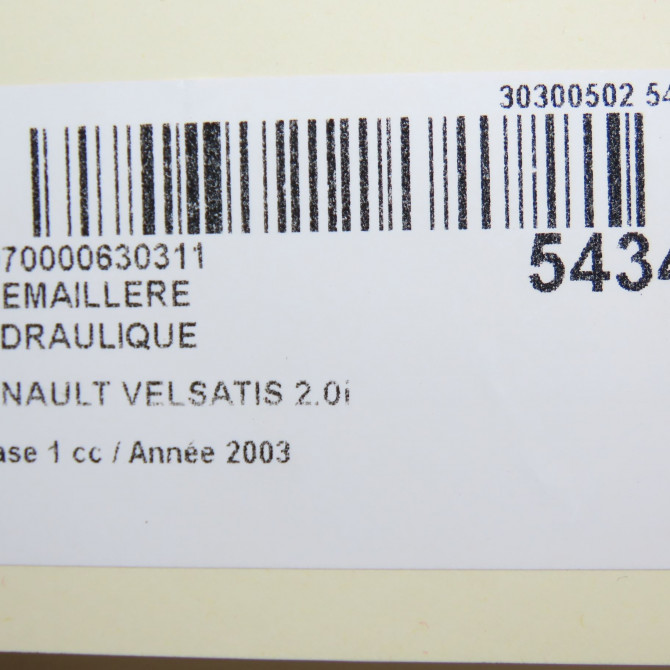 30300502 54
70000630311
5434
EMAILLERE
DRAULIQUE
NAULT VELSATIS 2.0i
ase 1 cc / Année 2003